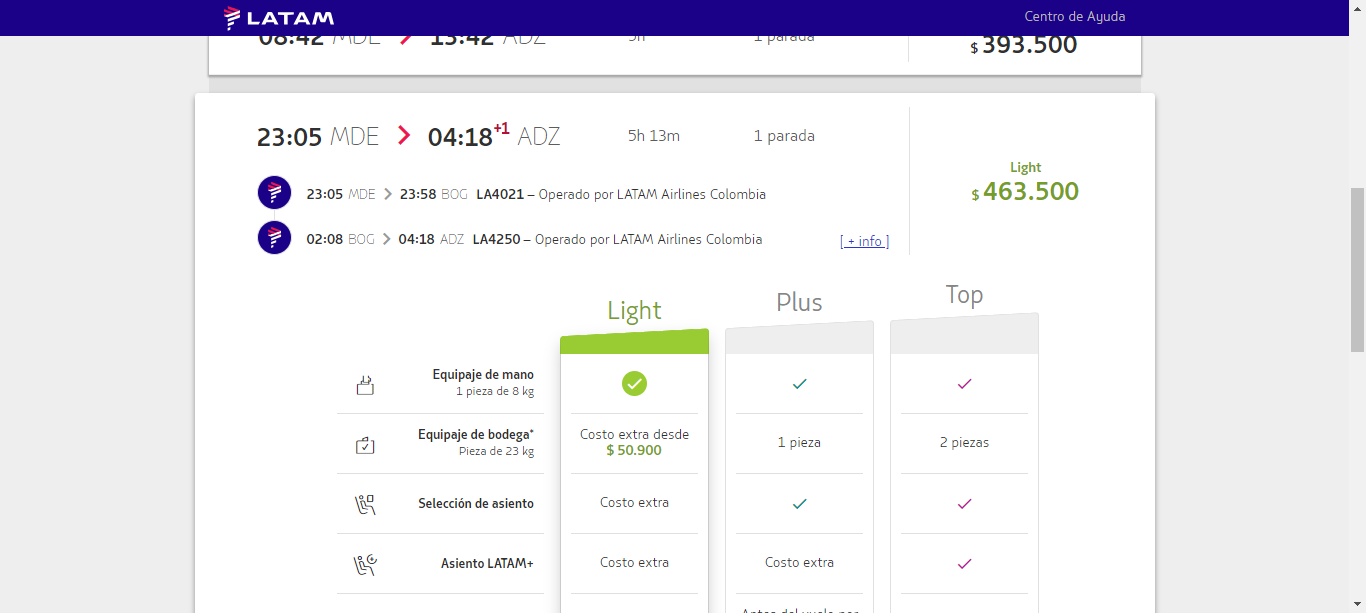 LATAM
Centro de Ayuda
08:42 MDE 13:42 ADZ 5h 1 parada
$ 393.500
23:05 MDE 04:18+1 ADZ 5h 13m 1 parada
Light
$ 463.500
23:05 MDE 23:58 BOG LA4021 – Operado por LATAM Airlines Colombia
02:08 BOG 04:18 ADZ LA4250 – Operado por LATAM Airlines Colombia
[ + info ]
Light Plus Top
Equipaje de mano
1 pieza de 8 kg
Equipaje de bodega*
Pieza de 23 kg
Costo extra desde
$ 50.900
1 pieza
2 piezas
Selección de asiento
Costo extra
Asiento LATAM+
Costo extra
Costo extra
Antes del vuelo por